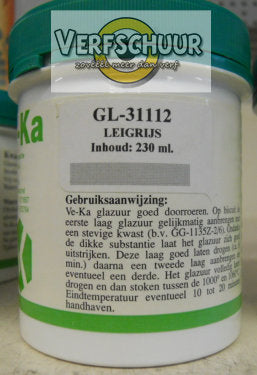 VERFSCHUUR
zoveel meer dan verf
e-Ka
GL-31112
LEIGRIJS
Inhoud: 230 ml.
Gebruiksaanwijzing:
Ve-Ka glazuur goed doorroeren. Op biscuit de
eerste laag glazuur gelijkmatig aanbrengen met
een stevige kwast (b.v. GG-1135Z-2/6). Ondanks
de dikke substantie laat het glazuur zich goed
uitstrijken. Deze laag goed laten drogen
min.) daarna een tweede laag aanbrengen en
eventueel een derde. Het glazuur volledig laten
drogen en dan stoken tussen de 1000° en
Eindtemperatuur eventueel 10 tot 20 minuten
handhaven.